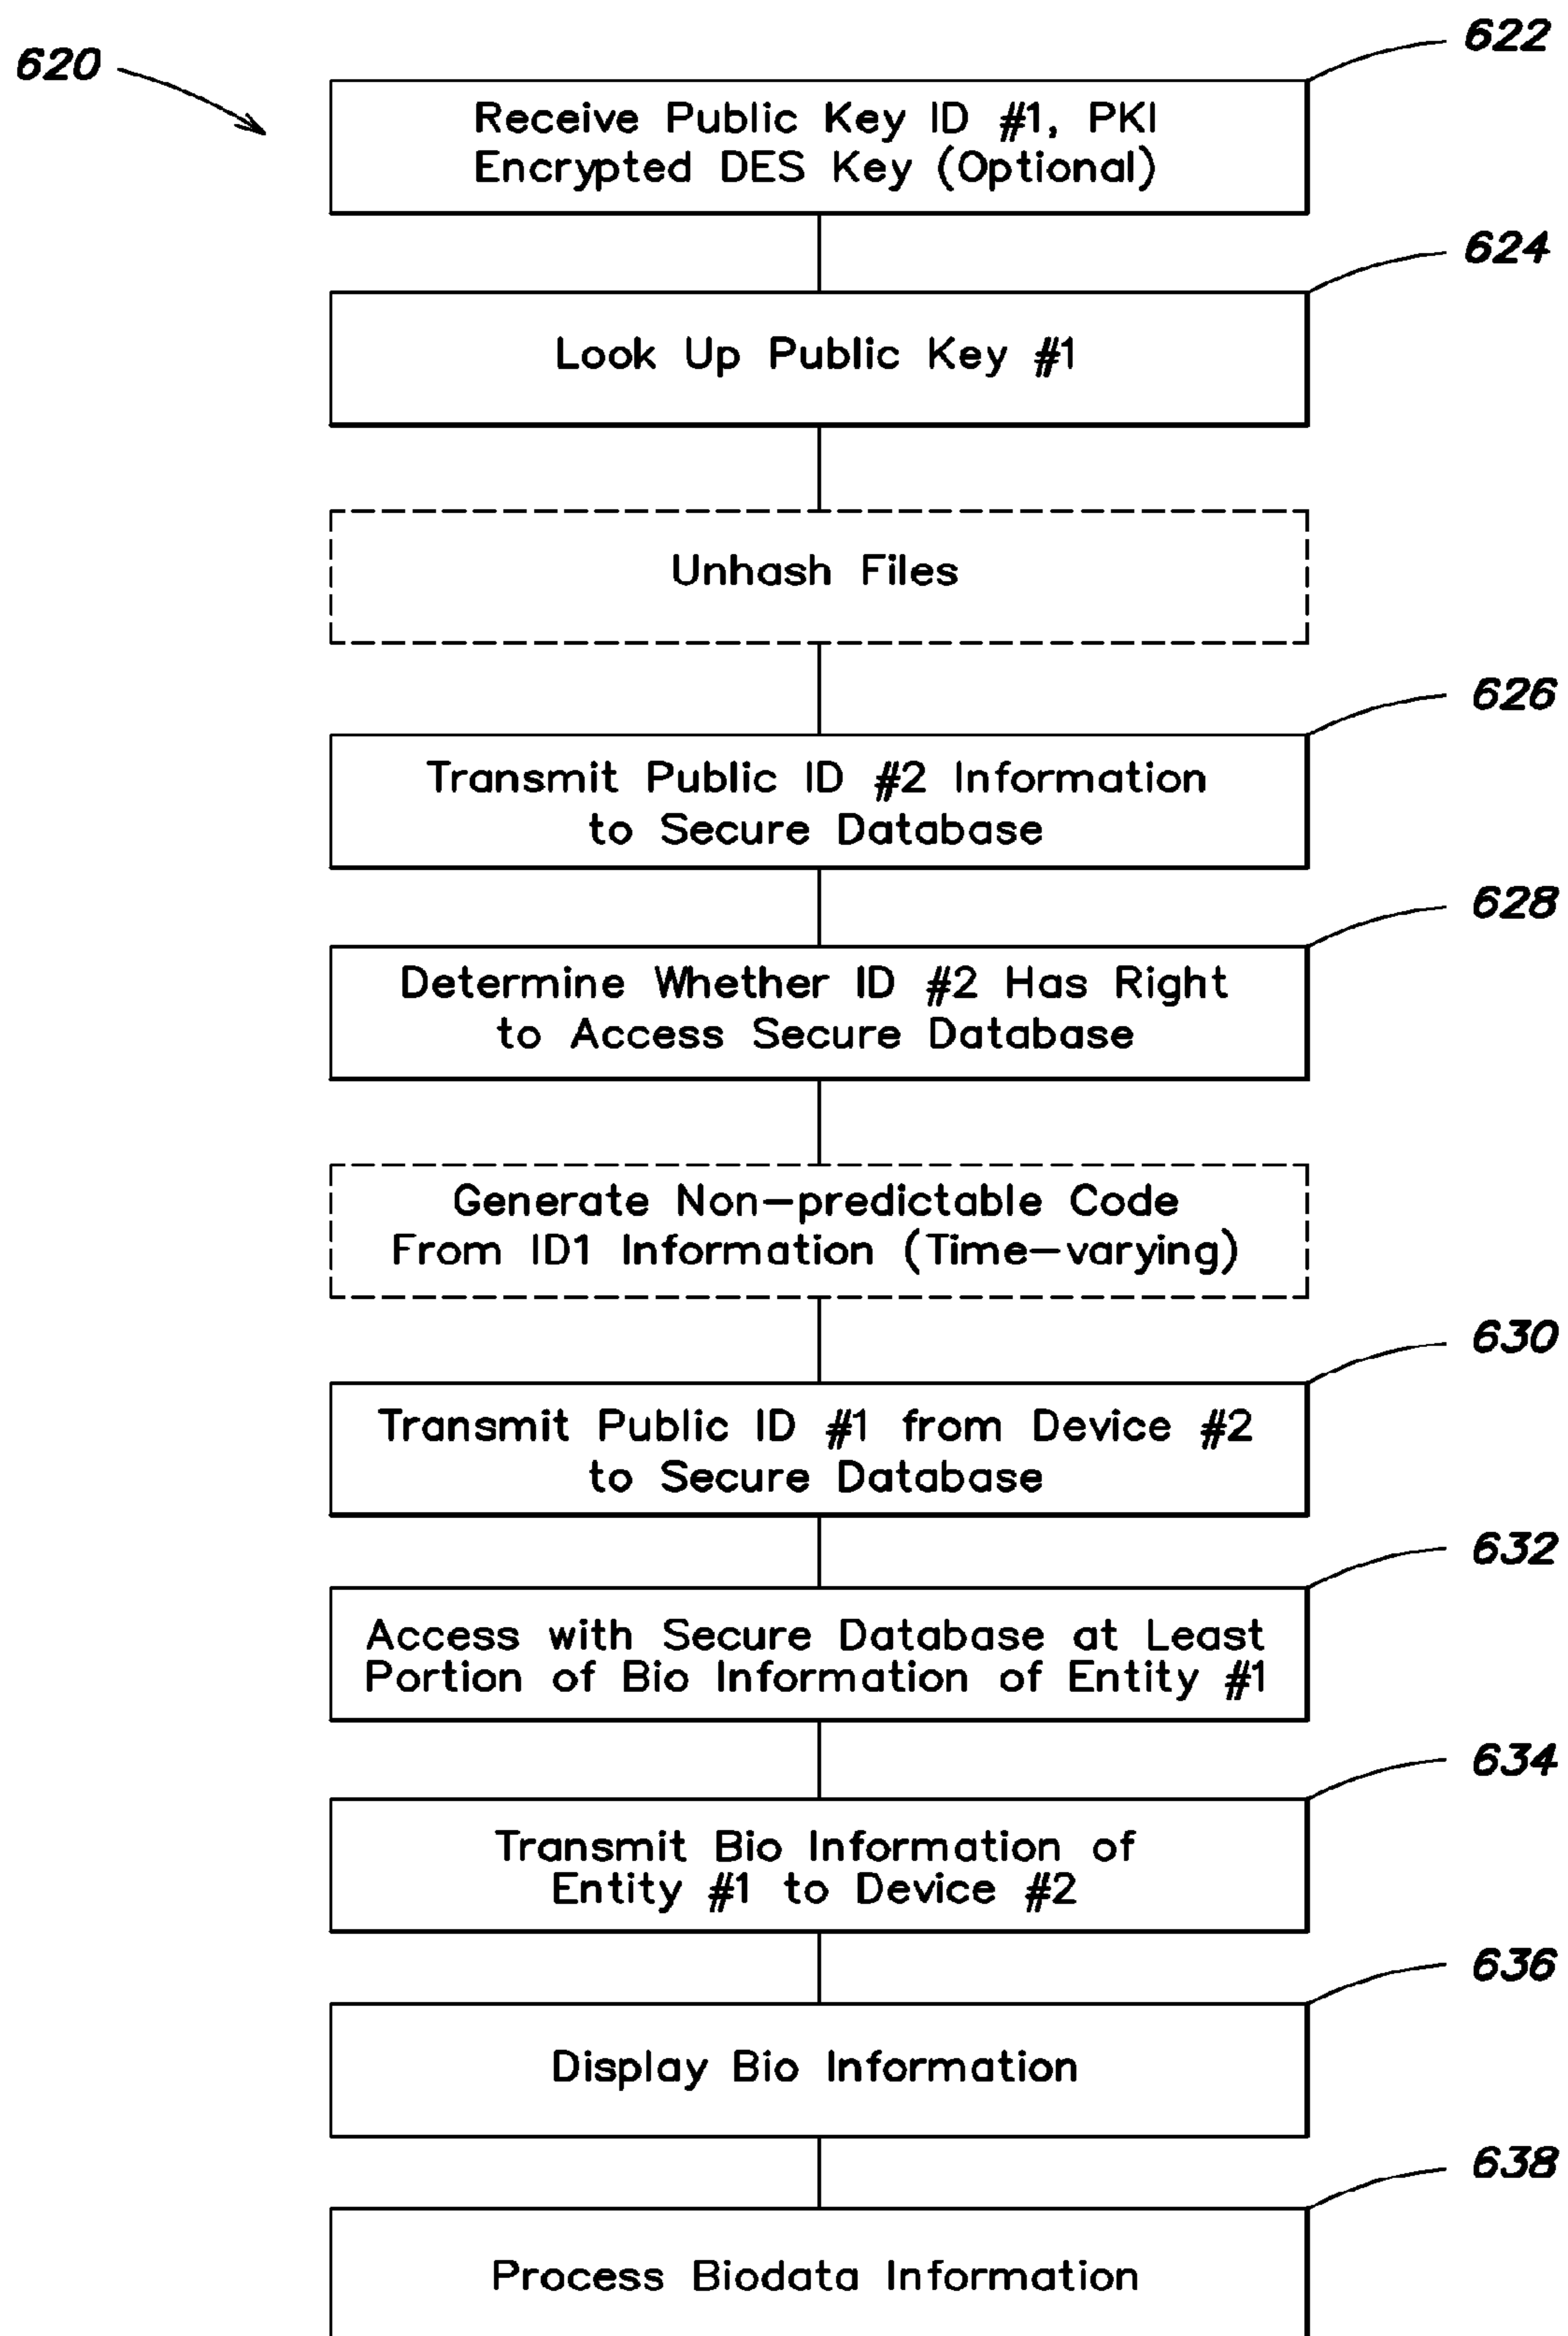 620
622
Receive Public Key ID #1, PKI
Encrypted DES Key (Optional)
624
Look Up Public Key #1
Unhash Files
626
Transmit Public ID #2 Information
to Secure Database
628
Determine Whether ID #2 Has Right
to Access Secure Database
Generate Non-predictable Code
From ID1 Information (Time-varying)
630
Transmit Public ID #1 from Device #2
to Secure Database
632
Access with Secure Database at Least
Portion of Bio Information of Entity #1
634
Transmit Bio Information of
Entity #1 to Device #2
636
Display Bio Information
638
Process Biodata Information